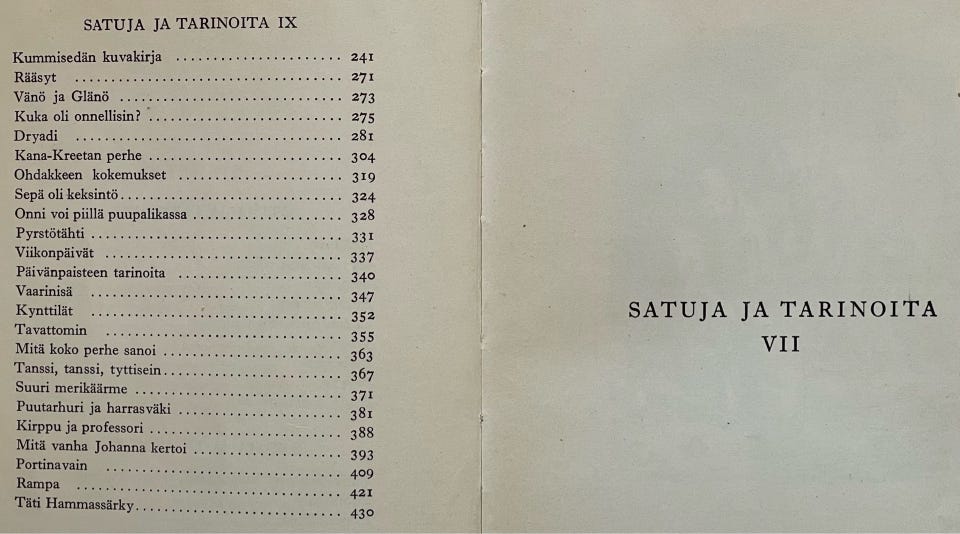 SATUJA JA TARINOITA IX
Kummisedän kuvakirja ........................ 241
Rääsyt ........................................ 271
Vänö ja Glänö ................................ 273
Kuka oli onnellisin? ............................ 275
Dryadi ........................................ 281
Kana-Kreetan perhe ............................ 304
Ohdakkeen kokemukset ........................ 319
Sepä oli keksintö................................ 324
Onni voi piillä puupalikassa ...................... 328
Pyrstötähti .................................... 331
Viikonpäivät .................................. 337
Päivänpaisteen tarinoita ........................ 340
Vaarinisä ...................................... 347
Kynttilät ...................................... 352
Tavattomin .................................... 355
Mitä koko perhe sanoi .......................... 363
Tanssi, tanssi, tyttisein.......................... 367
Suuri merikäärme .............................. 371
Puutarhuri ja harrasväki ........................ 381
Kirppu ja professori ............................ 388
Mitä vanha Johanna kertoi ...................... 393
Portinavain .................................... 409
Rampa ........................................ 421
Täti Hammassärky.............................. 430
SATUJA JA TARINOITA
VII